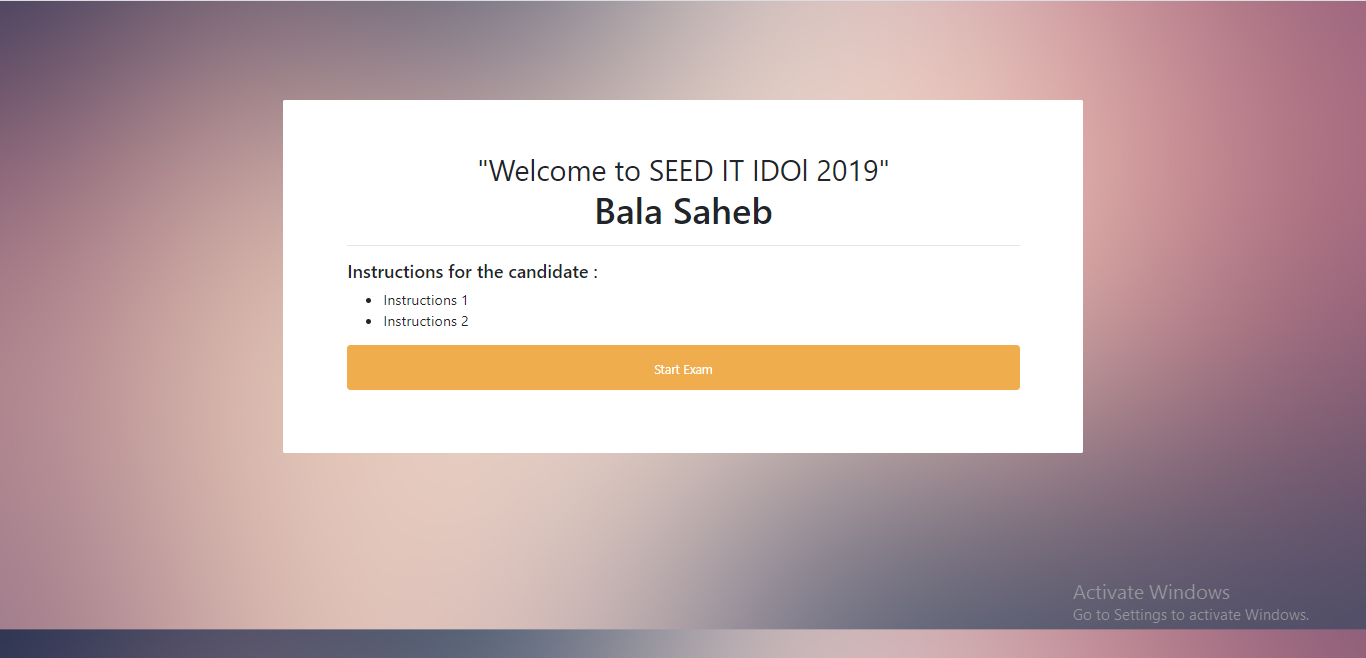 "Welcome to SEED IT IDOl 2019"
Bala Saheb
Instructions for the candidate :
Instructions 1
Instructions 2
Start Exam
Activate Windows
Go to Settings to activate Windows.